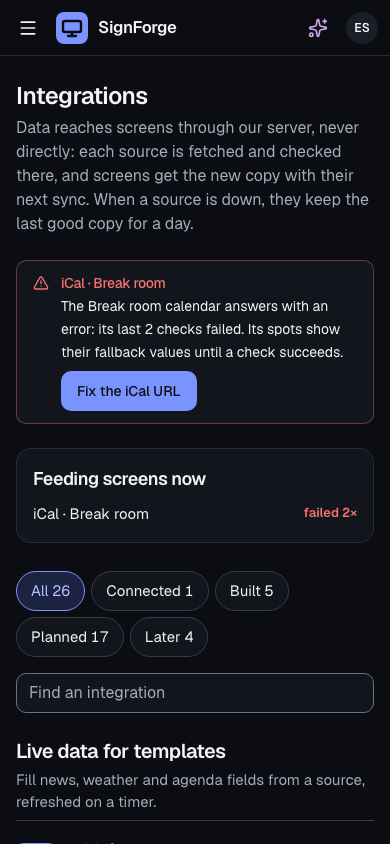 SignForge
ES
Integrations
Data reaches screens through our server, never
directly: each source is fetched and checked
there, and screens get the new copy with their
next sync. When a source is down, they keep the
last good copy for a day.
iCal · Break room
The Break room calendar answers with an
error: its last 2 checks failed. Its spots show
their fallback values until a check succeeds.
Fix the iCal URL
Feeding screens now
iCal · Break room failed 2×
All 26 Connected 1 Built 5
Planned 17 Later 4
Find an integration
Live data for templates
Fill news, weather and agenda fields from a source,
refreshed on a timer.